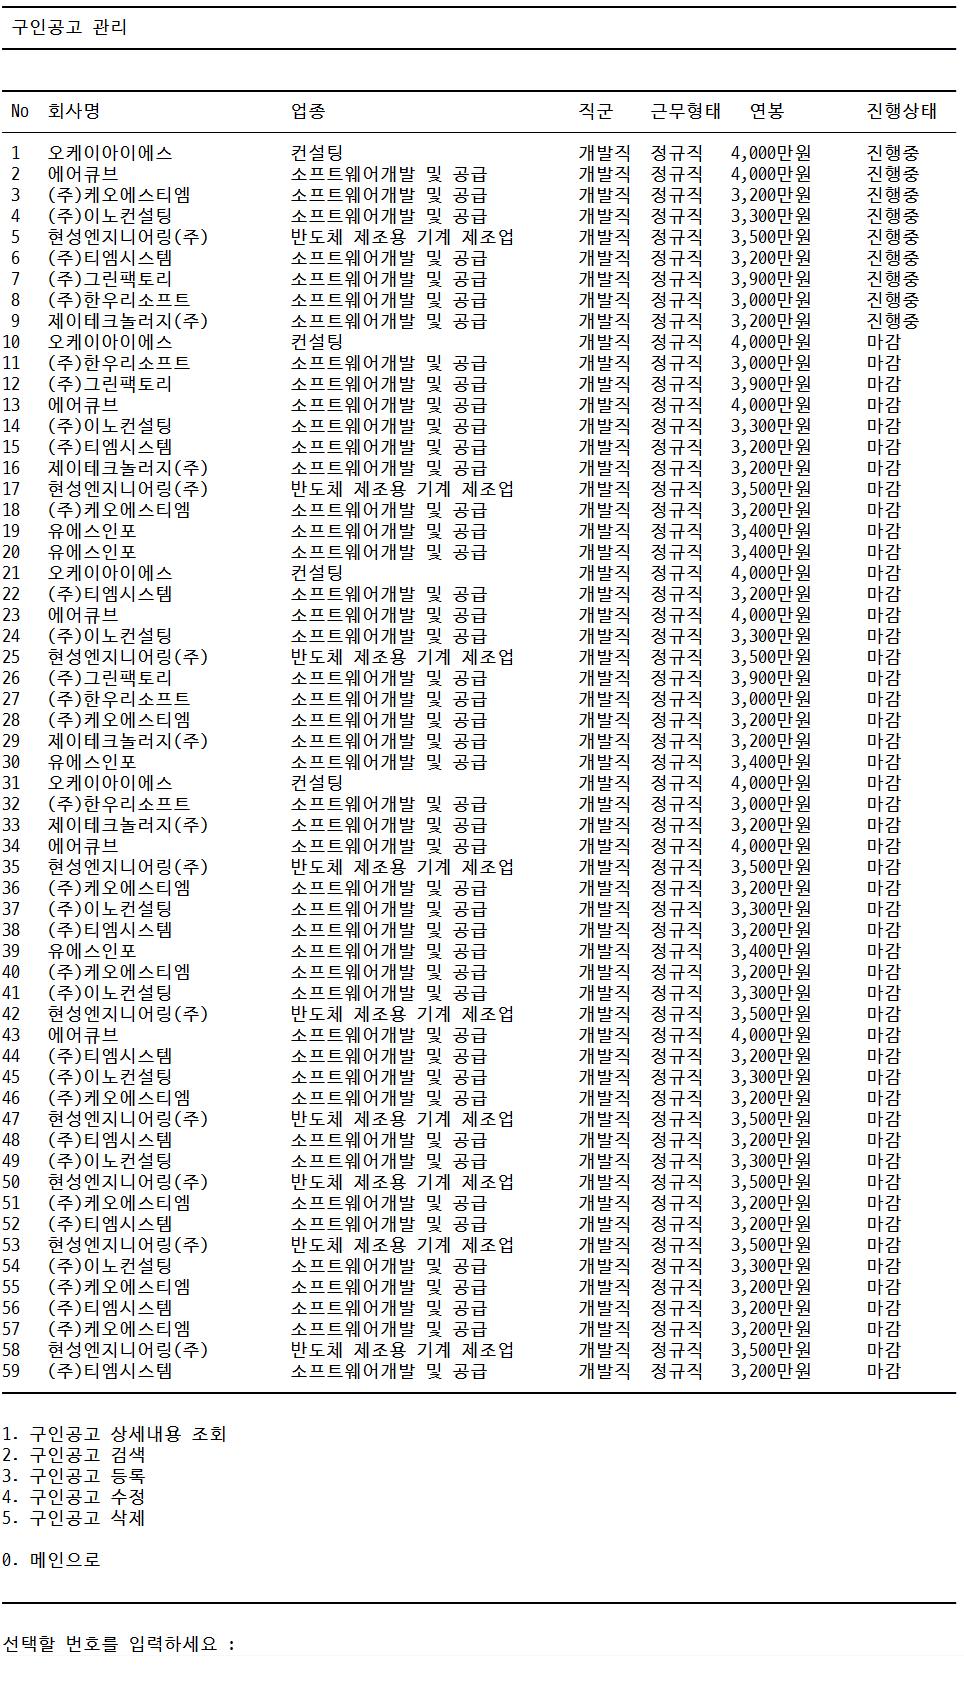 구인공고 관리
No 회사명 업종 직군 근무형태 연봉 진행상태
1 오케이아이에스 컨설팅 개발직 정규직 4,000만원 진행중
2 에어큐브 소프트웨어개발 및 공급 개발직 정규직 4,000만원 진행중
3 (주)케오에스티엠 소프트웨어개발 및 공급 개발직 정규직 3,200만원 진행중
4 (주)이노컨설팅 소프트웨어개발 및 공급 개발직 정규직 3,300만원 진행중
5 현성엔지니어링(주) 반도체 제조용 기계 제조업 개발직 정규직 3,500만원 진행중
6 (주)티엠시스템 소프트웨어개발 및 공급 개발직 정규직 3,200만원 진행중
7 (주)그린팩토리 소프트웨어개발 및 공급 개발직 정규직 3,900만원 진행중
8 (주)한우리소프트 소프트웨어개발 및 공급 개발직 정규직 3,000만원 진행중
9 제이테크놀러지(주) 소프트웨어개발 및 공급 개발직 정규직 3,200만원 진행중
10 오케이아이에스 컨설팅 개발직 정규직 4,000만원 마감
11 (주)한우리소프트 소프트웨어개발 및 공급 개발직 정규직 3,000만원 마감
12 (주)그린팩토리 소프트웨어개발 및 공급 개발직 정규직 3,900만원 마감
13 에어큐브 소프트웨어개발 및 공급 개발직 정규직 4,000만원 마감
14 (주)이노컨설팅 소프트웨어개발 및 공급 개발직 정규직 3,300만원 마감
15 (주)티엠시스템 소프트웨어개발 및 공급 개발직 정규직 3,200만원 마감
16 제이테크놀러지(주) 소프트웨어개발 및 공급 개발직 정규직 3,200만원 마감
17 현성엔지니어링(주) 반도체 제조용 기계 제조업 개발직 정규직 3,500만원 마감
18 (주)케오에스티엠 소프트웨어개발 및 공급 개발직 정규직 3,200만원 마감
19 유에스인포 소프트웨어개발 및 공급 개발직 정규직 3,400만원 마감
20 유에스인포 소프트웨어개발 및 공급 개발직 정규직 3,400만원 마감
21 오케이아이에스 컨설팅 개발직 정규직 4,000만원 마감
22 (주)티엠시스템 소프트웨어개발 및 공급 개발직 정규직 3,200만원 마감
23 에어큐브 소프트웨어개발 및 공급 개발직 정규직 4,000만원 마감
24 (주)이노컨설팅 소프트웨어개발 및 공급 개발직 정규직 3,300만원 마감
25 현성엔지니어링(주) 반도체 제조용 기계 제조업 개발직 정규직 3,500만원 마감
26 (주)그린팩토리 소프트웨어개발 및 공급 개발직 정규직 3,900만원 마감
27 (주)한우리소프트 소프트웨어개발 및 공급 개발직 정규직 3,000만원 마감
28 (주)케오에스티엠 소프트웨어개발 및 공급 개발직 정규직 3,200만원 마감
29 제이테크놀러지(주) 소프트웨어개발 및 공급 개발직 정규직 3,200만원 마감
30 유에스인포 소프트웨어개발 및 공급 개발직 정규직 3,400만원 마감
31 오케이아이에스 컨설팅 개발직 정규직 4,000만원 마감
32 (주)한우리소프트 소프트웨어개발 및 공급 개발직 정규직 3,000만원 마감
33 제이테크놀러지(주) 소프트웨어개발 및 공급 개발직 정규직 3,200만원 마감
34 에어큐브 소프트웨어개발 및 공급 개발직 정규직 4,000만원 마감
35 현성엔지니어링(주) 반도체 제조용 기계 제조업 개발직 정규직 3,500만원 마감
36 (주)케오에스티엠 소프트웨어개발 및 공급 개발직 정규직 3,200만원 마감
37 (주)이노컨설팅 소프트웨어개발 및 공급 개발직 정규직 3,300만원 마감
38 (주)티엠시스템 소프트웨어개발 및 공급 개발직 정규직 3,200만원 마감
39 유에스인포 소프트웨어개발 및 공급 개발직 정규직 3,400만원 마감
40 (주)케오에스티엠 소프트웨어개발 및 공급 개발직 정규직 3,200만원 마감
41 (주)이노컨설팅 소프트웨어개발 및 공급 개발직 정규직 3,300만원 마감
42 현성엔지니어링(주) 반도체 제조용 기계 제조업 개발직 정규직 3,500만원 마감
43 에어큐브 소프트웨어개발 및 공급 개발직 정규직 4,000만원 마감
44 (주)티엠시스템 소프트웨어개발 및 공급 개발직 정규직 3,200만원 마감
45 (주)이노컨설팅 소프트웨어개발 및 공급 개발직 정규직 3,300만원 마감
46 (주)케오에스티엠 소프트웨어개발 및 공급 개발직 정규직 3,200만원 마감
47 현성엔지니어링(주) 반도체 제조용 기계 제조업 개발직 정규직 3,500만원 마감
48 (주)티엠시스템 소프트웨어개발 및 공급 개발직 정규직 3,200만원 마감
49 (주)이노컨설팅 소프트웨어개발 및 공급 개발직 정규직 3,300만원 마감
50 현성엔지니어링(주) 반도체 제조용 기계 제조업 개발직 정규직 3,500만원 마감
51 (주)케오에스티엠 소프트웨어개발 및 공급 개발직 정규직 3,200만원 마감
52 (주)티엠시스템 소프트웨어개발 및 공급 개발직 정규직 3,200만원 마감
53 현성엔지니어링(주) 반도체 제조용 기계 제조업 개발직 정규직 3,500만원 마감
54 (주)이노컨설팅 소프트웨어개발 및 공급 개발직 정규직 3,300만원 마감
55 (주)케오에스티엠 소프트웨어개발 및 공급 개발직 정규직 3,200만원 마감
56 (주)티엠시스템 소프트웨어개발 및 공급 개발직 정규직 3,200만원 마감
57 (주)케오에스티엠 소프트웨어개발 및 공급 개발직 정규직 3,200만원 마감
58 현성엔지니어링(주) 반도체 제조용 기계 제조업 개발직 정규직 3,500만원 마감
59 (주)티엠시스템 소프트웨어개발 및 공급 개발직 정규직 3,200만원 마감
1. 구인공고 상세내용 조회
2. 구인공고 검색
3. 구인공고 등록
4. 구인공고 수정
5. 구인공고 삭제
0. 메인으로
선택할 번호를 입력하세요 :